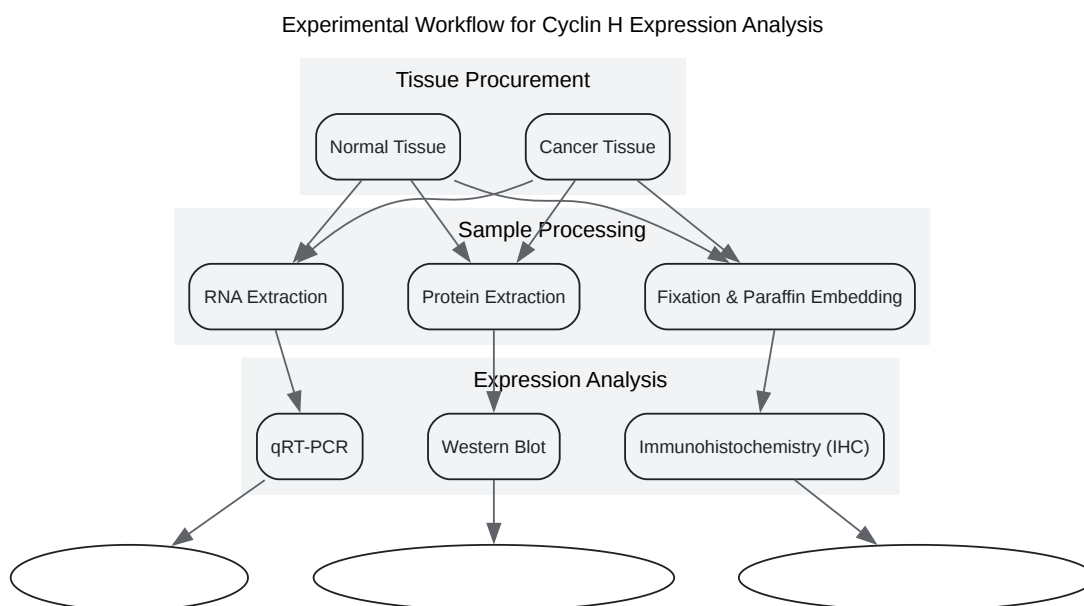 Experimental Workflow for Cyclin H Expression Analysis
Tissue Procurement
Normal Tissue
Cancer Tissue
Sample Processing
RNA Extraction
Protein Extraction
Fixation & Paraffin Embedding
Expression Analysis
qRT-PCR
Western Blot
Immunohistochemistry (IHC)